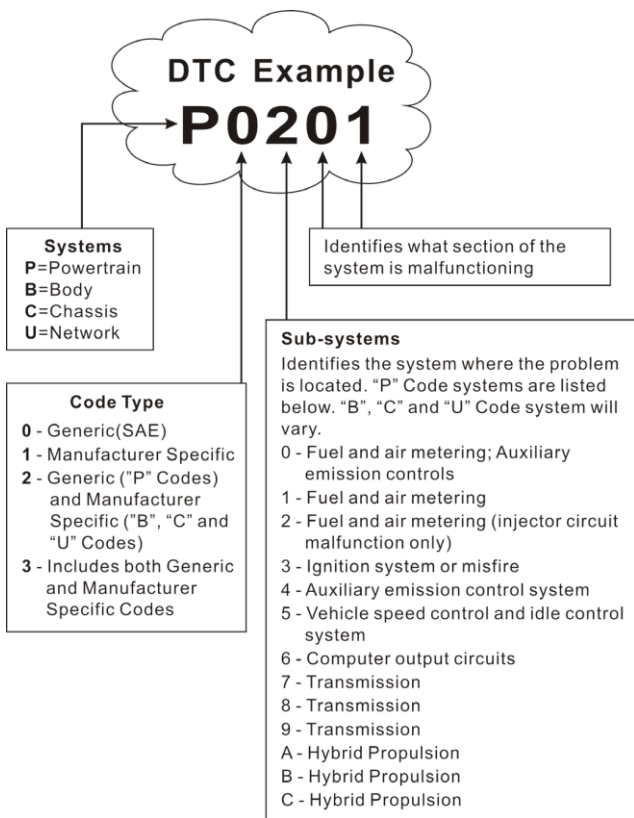 DTC Example
P0201
Systems
P=Powertrain
B=Body
C=Chassis
U=Network
Identifies what section of the
system is malfunctioning
Code Type
0 - Generic(SAE)
1 - Manufacturer Specific
2 - Generic ("P" Codes)
and Manufacturer
Specific ("B", "C" and
"U" Codes)
3 - Includes both Generic
and Manufacturer
Specific Codes
Sub-systems
Identifies the system where the problem
is located. “P” Code systems are listed
below. “B”, “C” and “U” Code system will
vary.
0 - Fuel and air metering; Auxiliary
emission controls
1 - Fuel and air metering
2 - Fuel and air metering (injector circuit
malfunction only)
3 - Ignition system or misfire
4 - Auxiliary emission control system
5 - Vehicle speed control and idle control
system
6 - Computer output circuits
7 - Transmission
8 - Transmission
9 - Transmission
A - Hybrid Propulsion
B - Hybrid Propulsion
C - Hybrid Propulsion